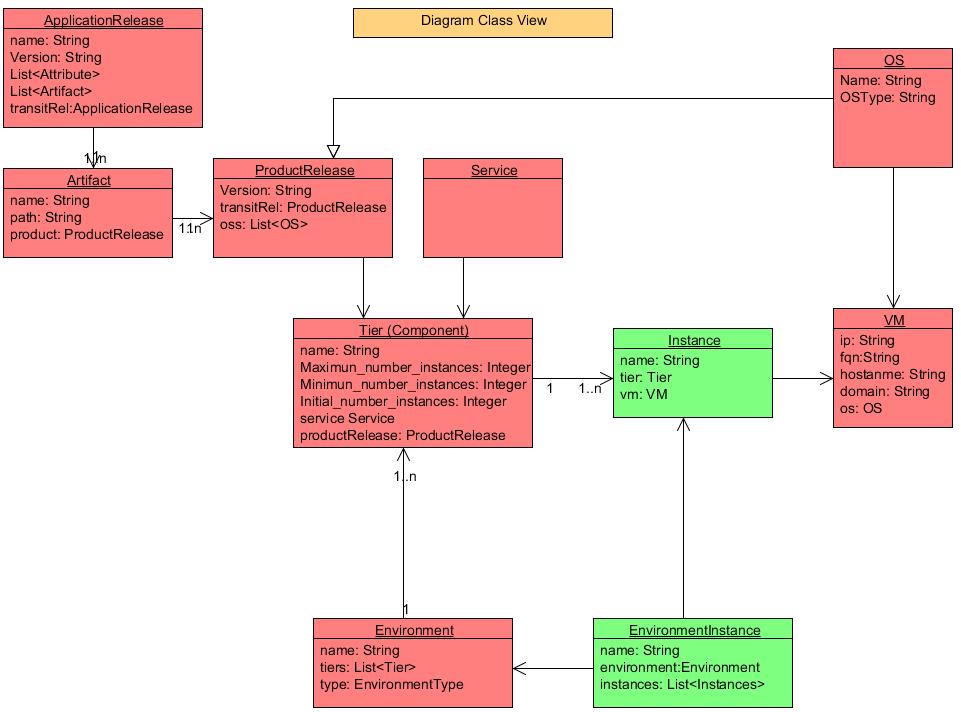 Diagram Class View
ApplicationRelease
name: String
Version: String
List<Attribute>
List<Artifact>
transitRel:ApplicationRelease
OS
Name: String
OSType: String
1..n
Artifact
name: String
path: String
product: ProductRelease
1
1..n
ProductRelease
Version: String
transitRel: ProductRelease
oss: List<OS>
Service
Tier (Component)
name: String
Maximun_number_instances: Integer
Minimun_number_instances: Integer
Initial_number_instances: Integer
service Service
productRelease: ProductRelease
1
1..n
Instance
name: String
tier: Tier
vm: VM
VM
ip: String
fqn:String
hostanme: String
domain: String
os: OS
1..n
1
Environment
name: String
tiers: List<Tier>
type: EnvironmentType
EnvironmentInstance
name: String
environment:Environment
instances: List<Instances>